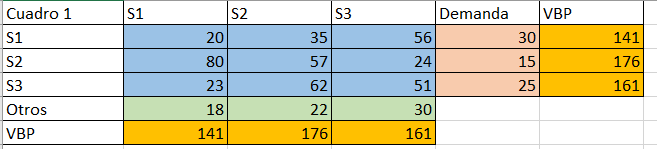 Cuadro 1 S1 S2 S3 Demanda VBP
S1 20 35 56 30 141
S2 80 57 24 15 176
S3 23 62 51 25 161
Otros 18 22 30
VBP 141 176 161